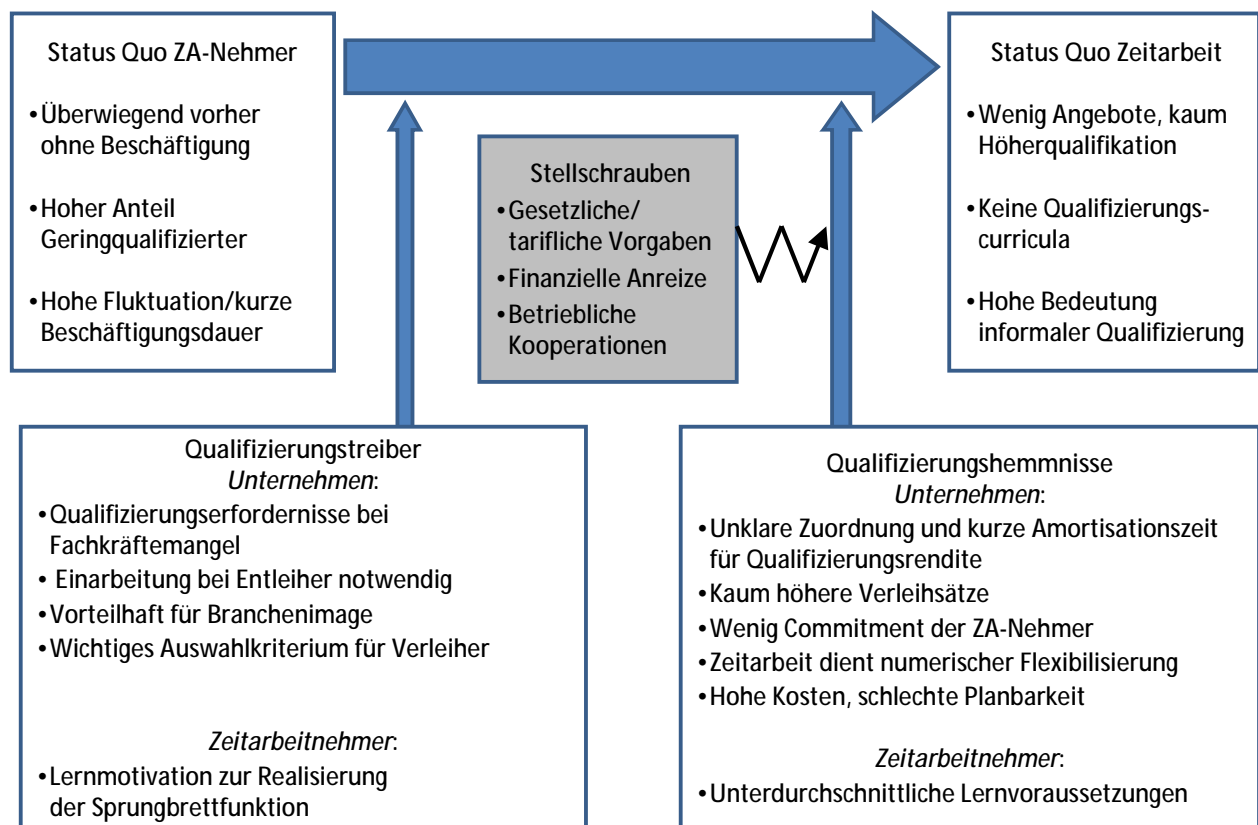 Status Quo ZA-Nehmer
•Überwiegend vorher
ohne Beschäftigung
•Hoher Anteil
Geringqualifizierter
•Hohe Fluktuation/kurze
Beschäftigungsdauer
Stellschrauben
•Gesetzliche/
tarifliche Vorgaben
•Finanzielle Anreize
•Betriebliche
Kooperationen
Status Quo Zeitarbeit
•Wenig Angebote, kaum
Höherqualifikation
•Keine Qualifizierungs-
curricula
•Hohe Bedeutung
informaler Qualifizierung
Qualifizierungstreiber
Unternehmen:
•Qualifizierungserfordernisse bei
Fachkräftemangel
• Einarbeitung bei Entleiher notwendig
•Vorteilhaft für Branchenimage
•Wichtiges Auswahlkriterium für Verleiher
Zeitarbeitnehmer:
•Lernmotivation zur Realisierung
der Sprungbrettfunktion
Qualifizierungshemmnisse
Unternehmen:
•Unklare Zuordnung und kurze Amortisationszeit
für Qualifizierungsrendite
•Kaum höhere Verleihsätze
•Wenig Commitment der ZA-Nehmer
•Zeitarbeit dient numerischer Flexibilisierung
•Hohe Kosten, schlechte Planbarkeit
Zeitarbeitnehmer:
•Unterdurchschnittliche Lernvoraussetzungen